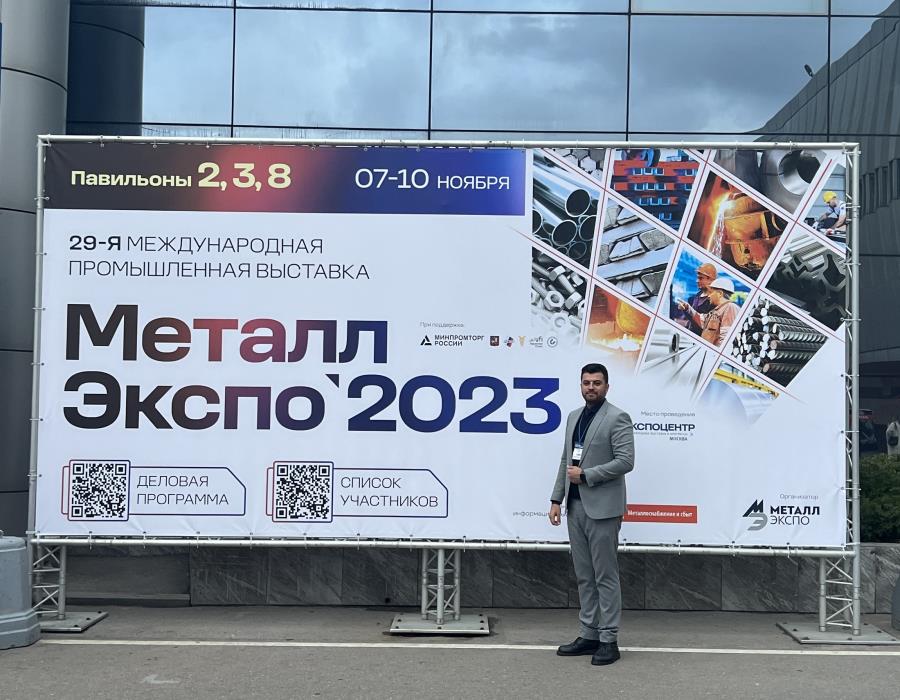 Павильоны 2, 3, 8
07-10 НОЯБРЯ
29-Я МЕЖДУНАРОДНАЯ
ПРОМЫШЛЕННАЯ ВЫСТАВКА
Металл
Экспо`2023
При поддержке:
МИНПРОМТОРГ
РОССИИ
Место проведения
КСПОЦЕНТР
МОСКВА
ДЕЛОВАЯ
ПРОГРАММА
СПИСОК
УЧАСТНИКОВ
Металлоснабжение и сбыт
Организатор
МЕТАЛЛ
ЭКСПО